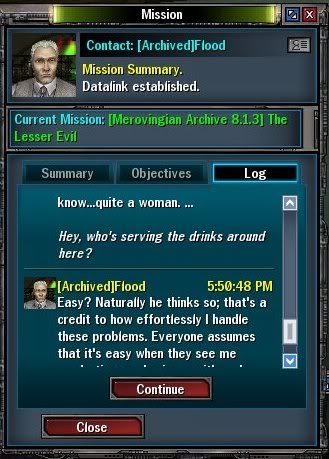 Mission
Contact: [Archived]Flood
Mission Summary.
Datalink established.
Current Mission: [Merovingian Archive 8.1.3] The
Lesser Evil
Summary Objectives Log
know...quite a woman. ...
Hey, who's serving the drinks around
here?
[Archived]Flood 5:50:48 PM
Easy? Naturally he thinks so; that's a
credit to how effortlessly I handle
these problems. Everyone assumes
that it's easy when they see me
Continue
Close